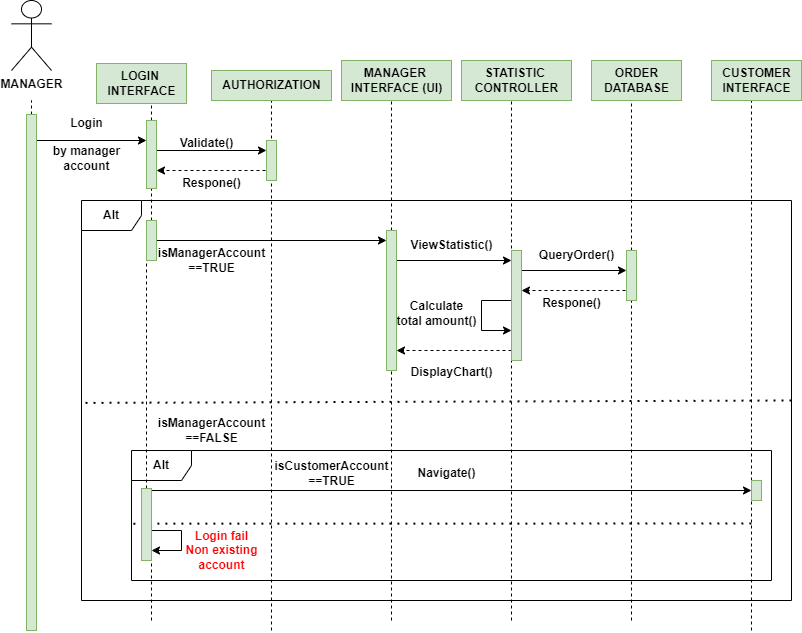 MANAGER
LOGIN
INTERFACE
AUTHORIZATION
MANAGER
INTERFACE (UI)
STATISTIC
CONTROLLER
ORDER
DATABASE
CUSTOMER
INTERFACE
Login
by manager
account
Validate()
Respone()
Alt
isManagerAccount
==TRUE
ViewStatistic()
QueryOrder()
Respone()
Calculate
total amount()
DisplayChart()
isManagerAccount
==FALSE
Alt
isCustomerAccount
==TRUE
Navigate()
Login fail
Non existing
account